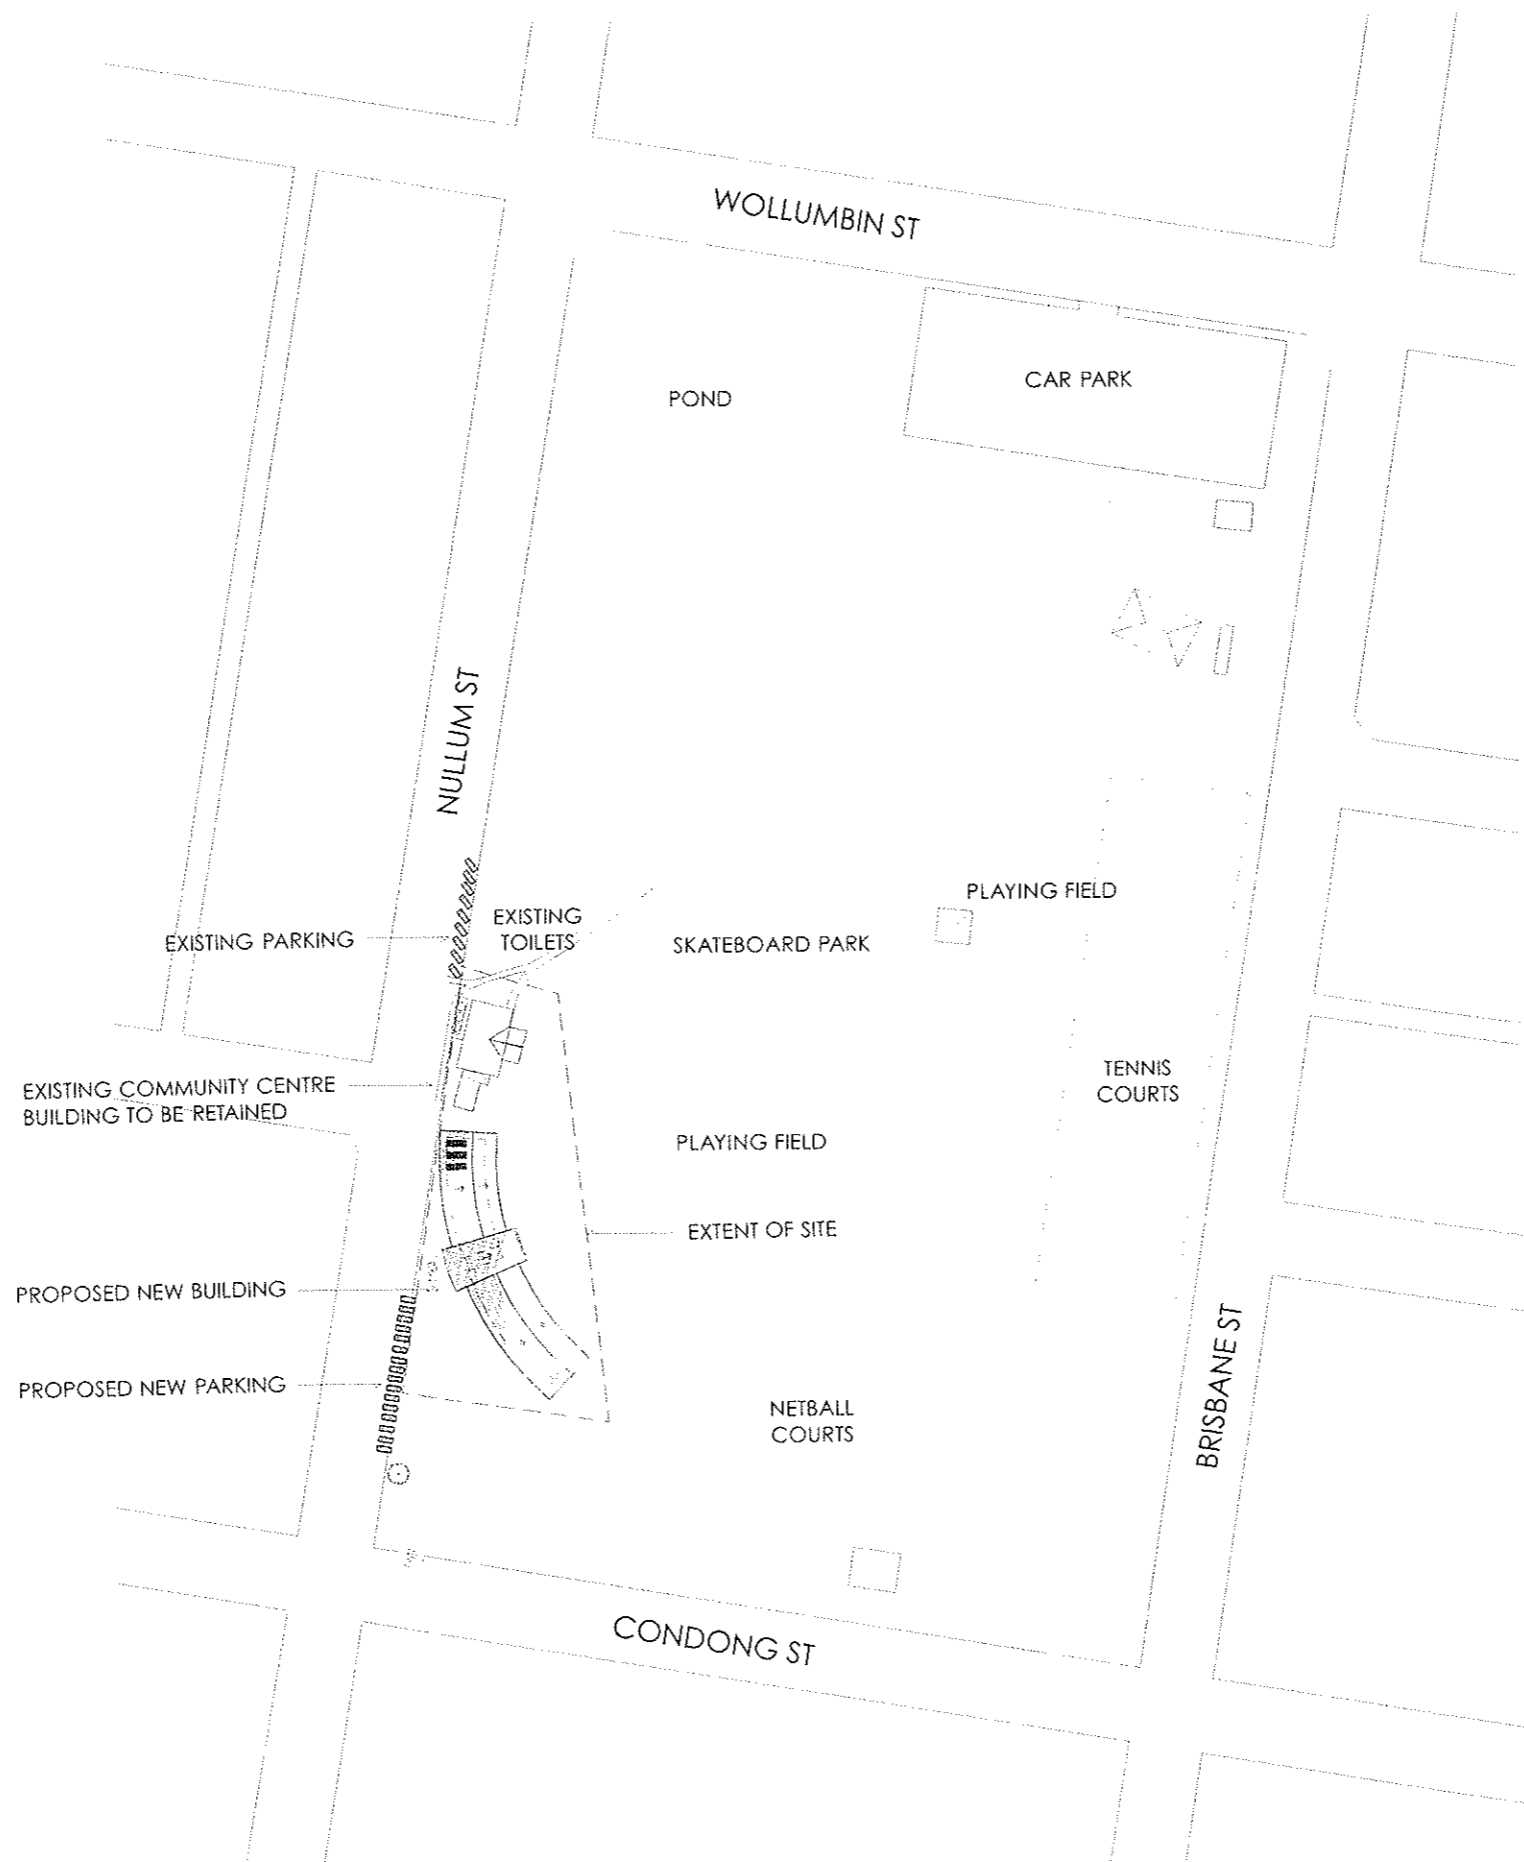 WOLLUMBIN ST
CAR PARK
POND
NULLUM ST
PLAYING FIELD
EXISTING
TOILETS
EXISTING PARKING
SKATEBOARD PARK
TENNIS
COURTS
EXISTING COMMUNITY CENTRE
BUILDING TO BE RETAINED
PLAYING FIELD
EXTENT OF SITE
PROPOSED NEW BUILDING
BRISBANE ST
PROPOSED NEW PARKING
NETBALL
COURTS
CONDONG ST